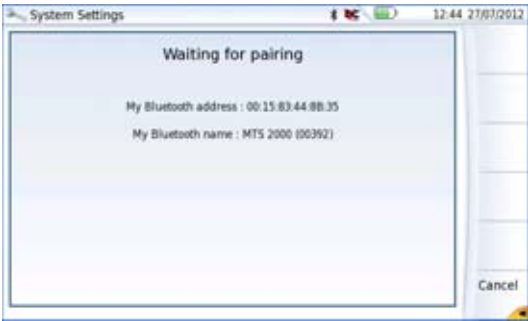 System Settings
12:44 27/07/2012
Waiting for pairing
My Bluetooth address : 00:15:83:44:8B:35
My Bluetooth name : MTS 2000 (00392)
Cancel